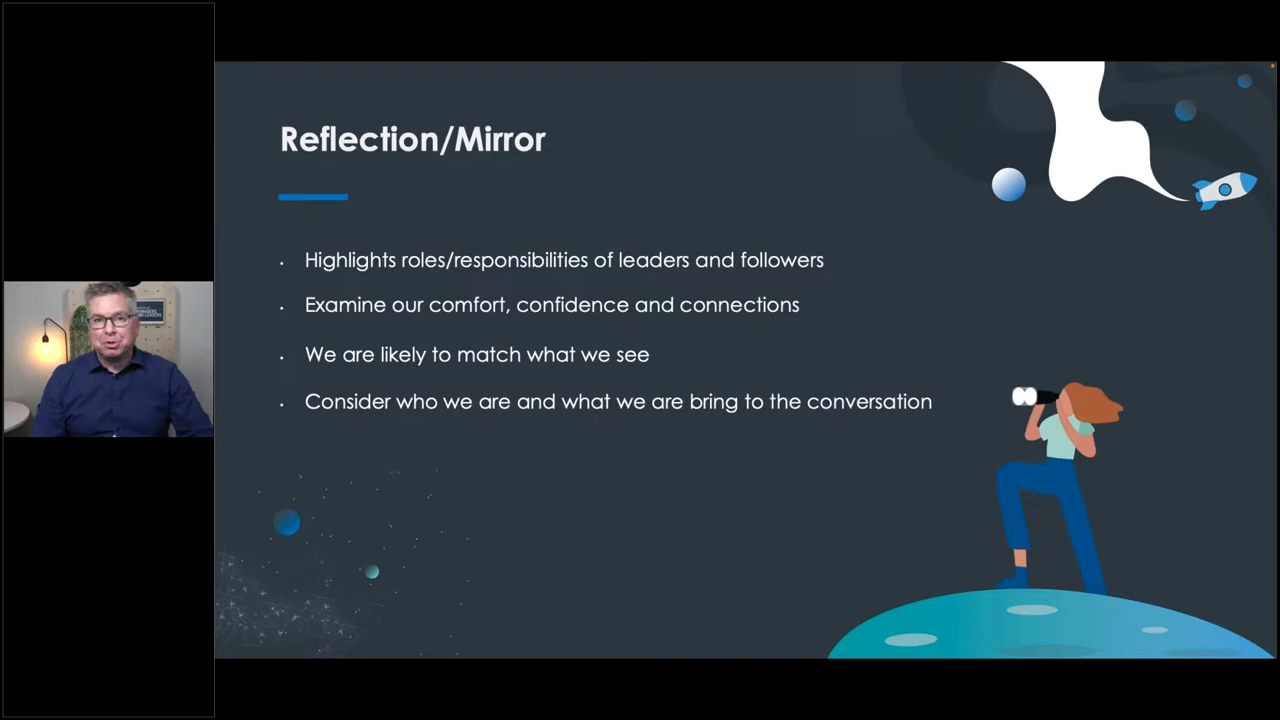 Reflection/Mirror
• Highlights roles/responsibilities of leaders and followers
• Examine our comfort, confidence and connections
• We are likely to match what we see
• Consider who we are and what we are bring to the conversation